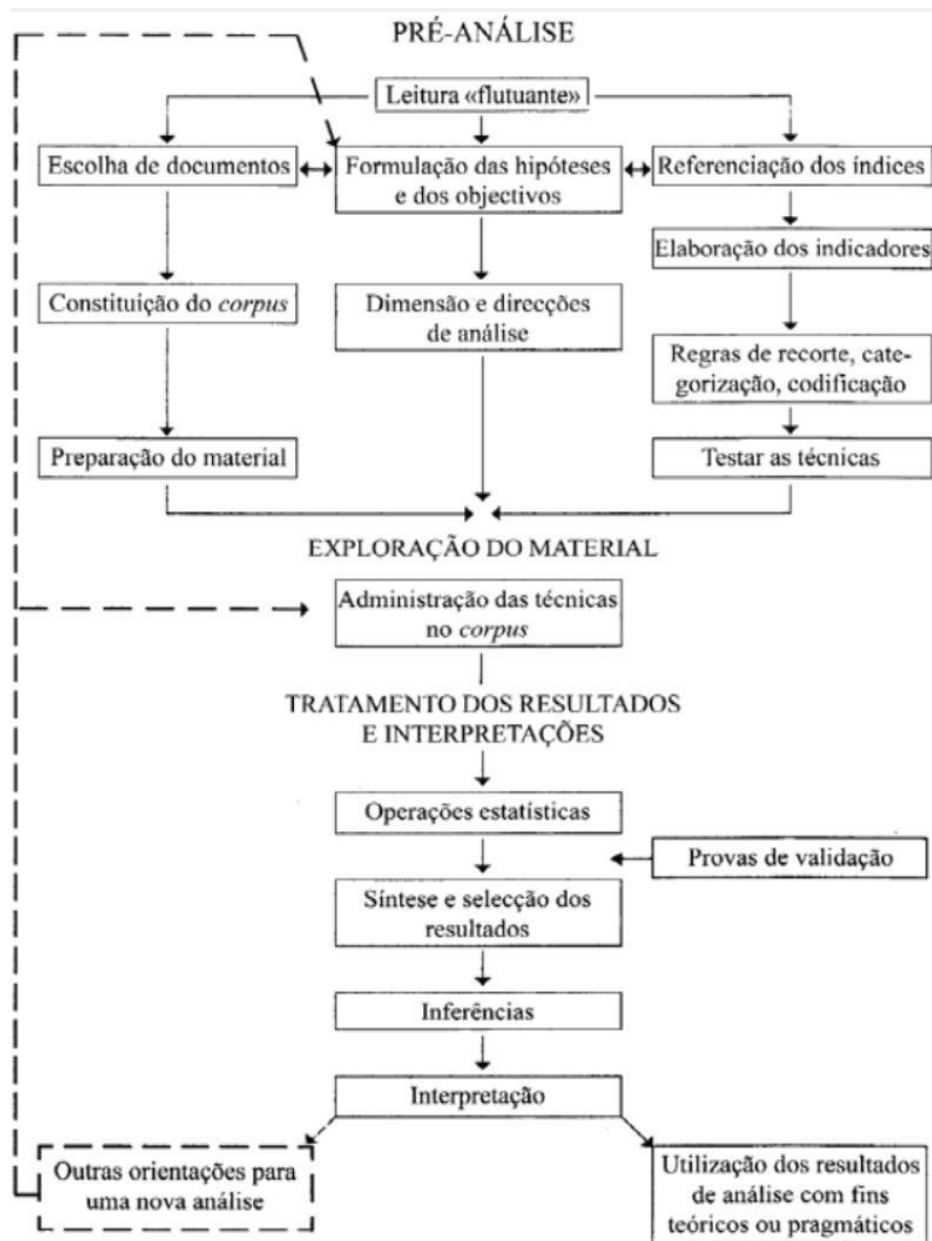 PRÉ-ANÁLISE
Leitura «flutuante»
Escolha de documentos
Formulação das hipóteses
e dos objectivos
Referenciação dos índices
Elaboração dos indicadores
Constituição do corpus
Dimensão e direcções
de análise
Regras de recorte, cate-
gorização, codificação
Preparação do material
Testar as técnicas
EXPLORAÇÃO DO MATERIAL
Administração das técnicas
no corpus
TRATAMENTO DOS RESULTADOS
E INTERPRETAÇÕES
Operações estatísticas
Provas de validação
Síntese e selecção dos
resultados
Inferências
Interpretação
Outras orientações para
uma nova análise
Utilização dos resultados
de análise com fins
teóricos ou pragmáticos